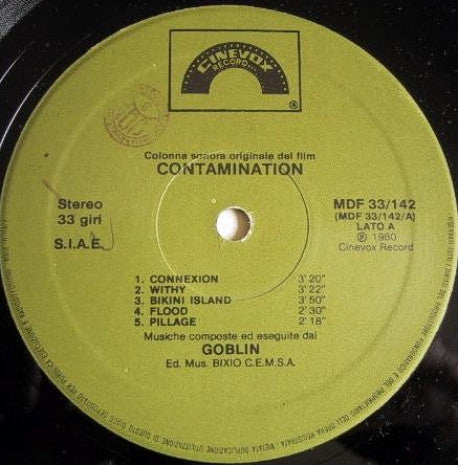 CINEVOX
RECORD
®
Colonna sonora originale del film
CONTAMINATION
Stereo
33 giri
S.I.A.E.
MDF 33/142
(MDF 33/142/A)
LATO A
℗ 1980
Cinevox Record
1. CONNEXION 3'20"
2. WITHY 3'22"
3. BIKINI ISLAND 3'50"
4. FLOOD 2'30"
5. PILLAGE 2'18"
Musiche composte ed eseguite dai
GOBLIN
Ed. Mus. BIXIO C.E.M.S.A.